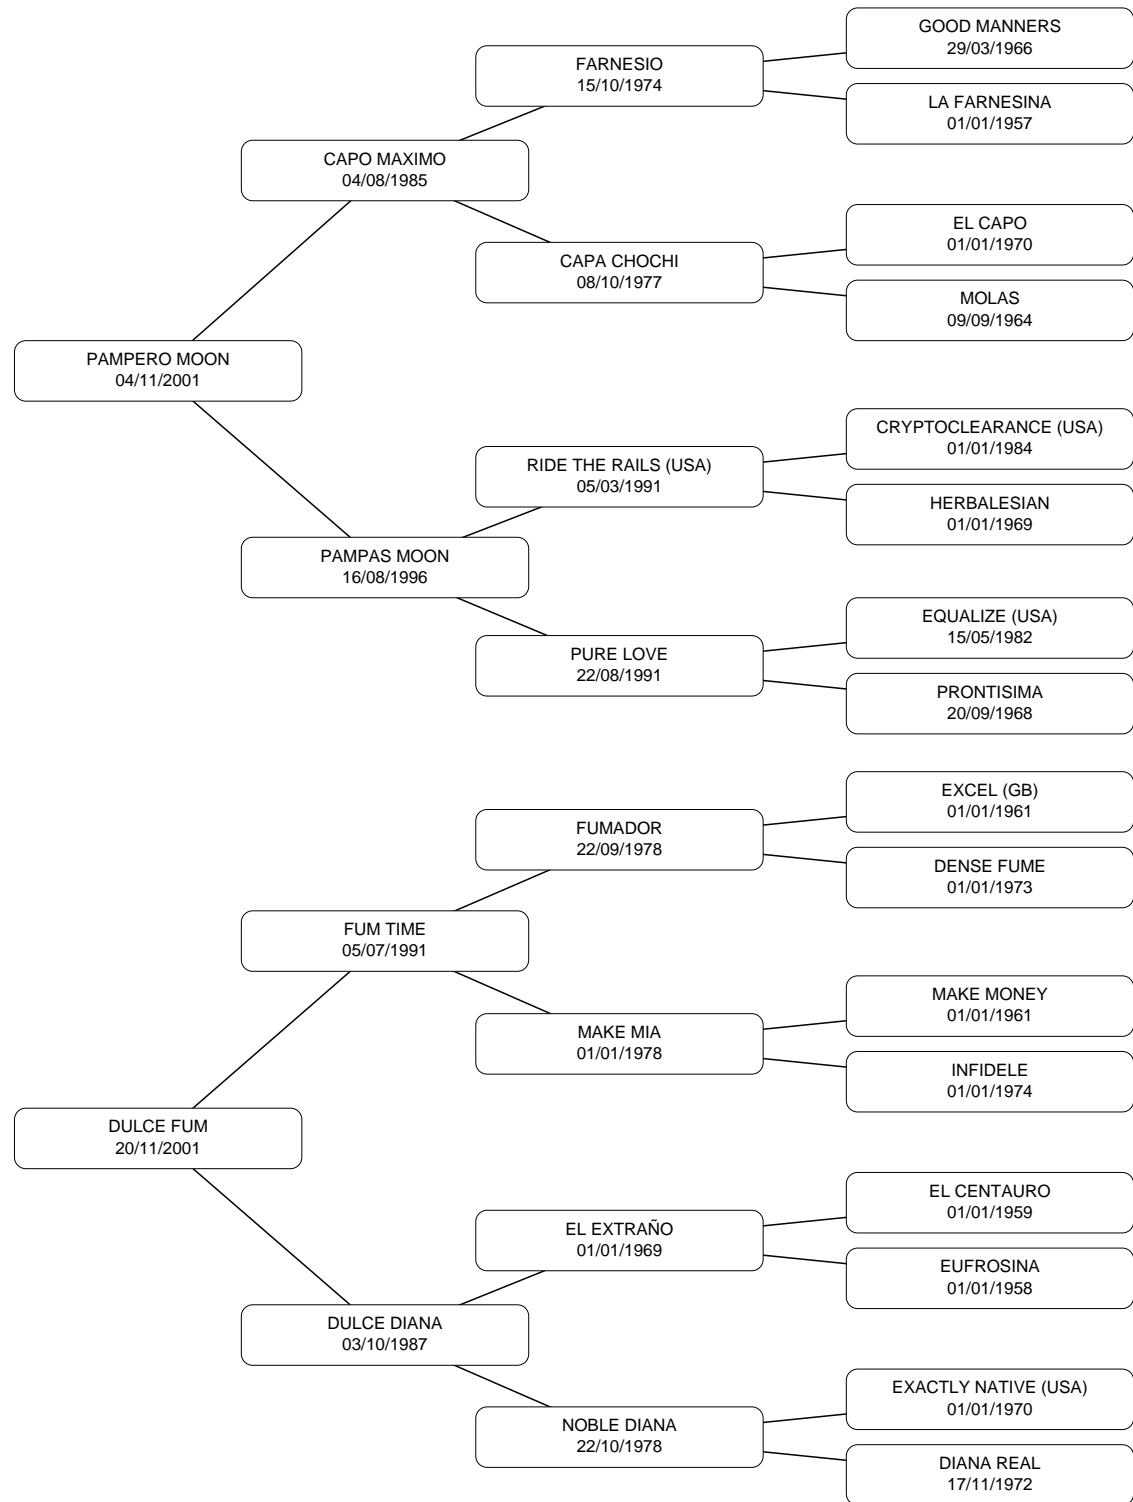 GOOD MANNERS
29/03/1966
FARNESIO
15/10/1974
LA FARNESINA
01/01/1957
CAPO MAXIMO
04/08/1985
EL CAPO
01/01/1970
CAPA CHOCHI
08/10/1977
MOLAS
09/09/1964
PAMPERO MOON
04/11/2001
CRYPTOCLEARANCE (USA)
01/01/1984
RIDE THE RAILS (USA)
05/03/1991
HERBALESIAN
01/01/1969
PAMPAS MOON
16/08/1996
EQUALIZE (USA)
15/05/1982
PURE LOVE
22/08/1991
PRONTISIMA
20/09/1968
EXCEL (GB)
01/01/1961
FUMADOR
22/09/1978
DENSE FUME
01/01/1973
FUM TIME
05/07/1991
MAKE MONEY
01/01/1961
MAKE MIA
01/01/1978
INFIDELE
01/01/1974
DULCE FUM
20/11/2001
EL CENTAURO
01/01/1959
EL EXTRAÑO
01/01/1969
EUFROSINA
01/01/1958
DULCE DIANA
03/10/1987
EXACTLY NATIVE (USA)
01/01/1970
NOBLE DIANA
22/10/1978
DIANA REAL
17/11/1972